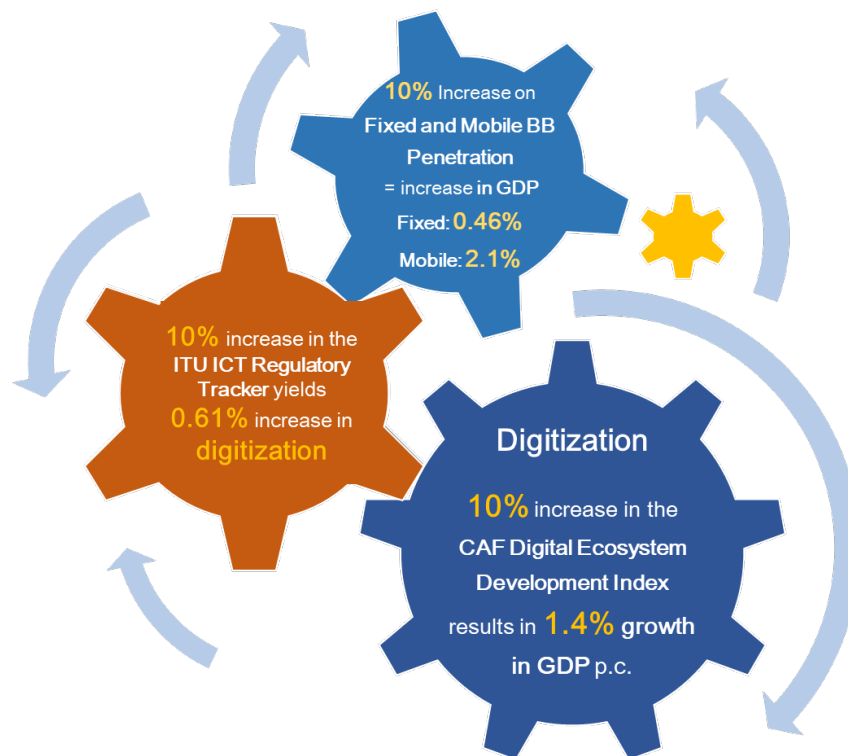 10% Increase on
Fixed and Mobile BB
Penetration
= increase in GDP
Fixed: 0.46%
Mobile: 2.1%
10% increase in the
ITU ICT Regulatory
Tracker yields
0.61% increase in
digitization
Digitization
10% increase in the
CAF Digital Ecosystem
Development Index
results in 1.4% growth
in GDP p.c.